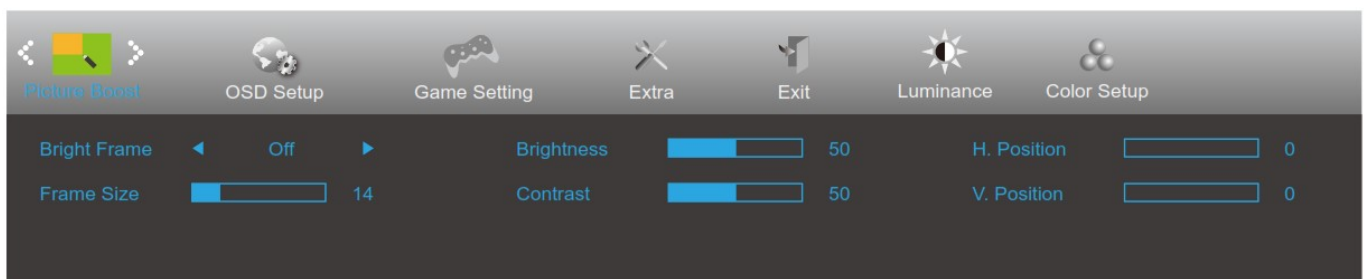 Picture Boost OSD Setup Game Setting Extra Exit Luminance Color Setup
Bright Frame Off Brightness 50 H. Position 0
Frame Size 14 Contrast 50 V. Position 0